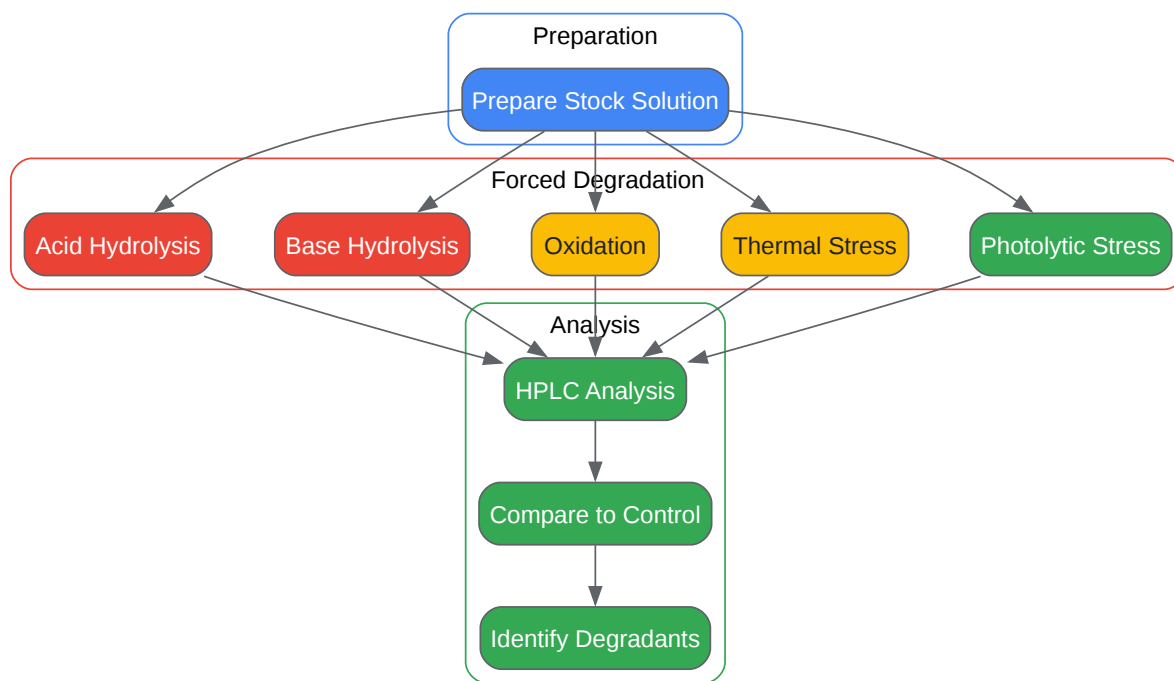 Preparation
Prepare Stock Solution
Forced Degradation
Acid Hydrolysis
Base Hydrolysis
Oxidation
Thermal Stress
Photolytic Stress
Analysis
HPLC Analysis
Compare to Control
Identify Degradants